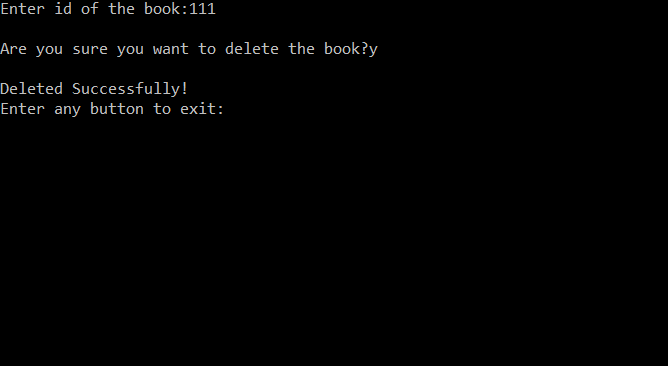 Enter id of the book:111
Are you sure you want to delete the book?y
Deleted Successfully!
Enter any button to exit: